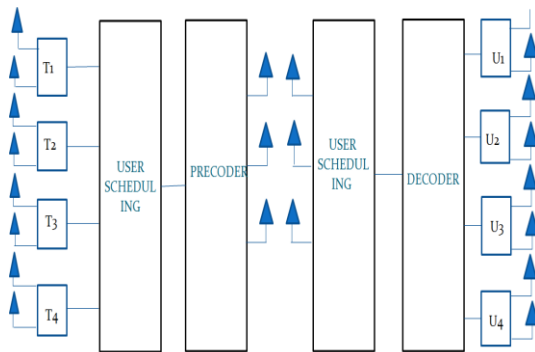 T1
T2
T3
T4
USER
SCHEDUL
ING
PRECODER
USER
SCHEDUL
ING
DECODER
U1
U2
U3
U4